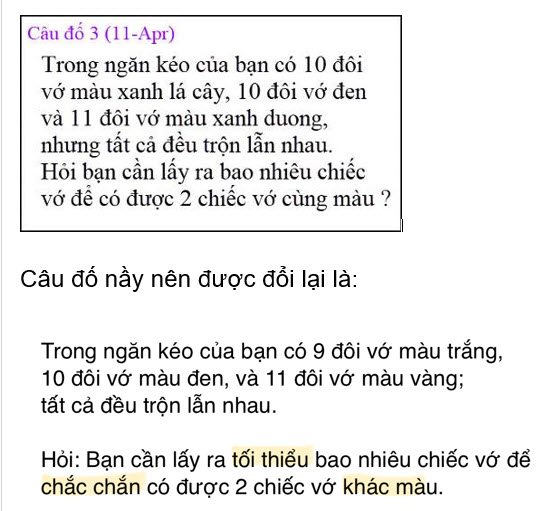 Câu đố 3 (11-Apr)
Trong ngăn kéo của bạn có 10 đôi
vớ màu xanh lá cây, 10 đôi vớ đen
và 11 đôi vớ màu xanh duong,
nhưng tất cả đều trộn lẫn nhau.
Hỏi bạn cần lấy ra bao nhiêu chiếc
vớ để có được 2 chiếc vớ cùng màu ?
Câu đố nầy nên được đổi lại là:
Trong ngăn kéo của bạn có 9 đôi vớ màu trắng,
10 đôi vớ màu đen, và 11 đôi vớ màu vàng;
tất cả đều trộn lẫn nhau.
Hỏi: Bạn cần lấy ra tối thiểu bao nhiêu chiếc vớ để
chắc chắn có được 2 chiếc vớ khác màu.